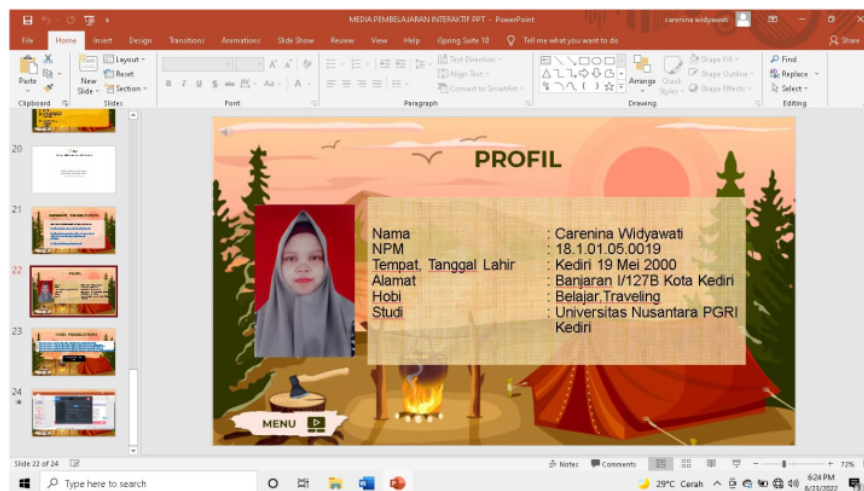 MEDIA PEMBELAJARAN INTERAKTIF PPT - PowerPoint
carenina widyawati
File Home Insert Design Transitions Animations Slide Show Review View Help iSpring Suite 10 Tell me what you want to do Share
Paste
New Slide
Layout
Reset
Section
B I U S abc AV Aa A
Text Direction
Align Text
Convert to SmartArt
Arrange
Quick Styles
Shape Fill
Shape Outline
Shape Effects
Find
Replace
Select
Clipboard Slides Font Paragraph Drawing Editing
20
21
22
23
24
PROFIL
Nama : Carenina Widyawati
NPM : 18.1.01.05.0019
Tempat, Tanggal Lahir : Kediri 19 Mei 2000
Alamat : Banjaran I/127B Kota Kediri
Hobi : Belajar,Traveling
Studi : Universitas Nusantara PGRI
Kediri
MENU
Slide 22 of 24 Notes Comments 72%
Type here to search 29°C Cerah 6:24 PM
6/23/2022